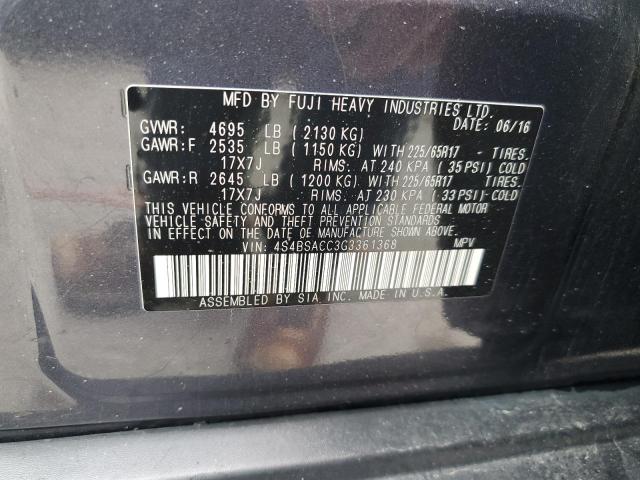 MFD BY FUJI HEAVY INDUSTRIES LTD.
GVWR: 4695 LB ( 2130 KG) DATE: 06/16
GAWR:F 2535 LB ( 1150 KG) WITH 225/65R17 - TIRES.
17X7J RIMS. AT 240 KPA ( 35 PSI) COLD
GAWR:R 2645 LB ( 1200 KG) WITH 225/65R17 - TIRES.
17X7J RIMS. AT 230 KPA ( 33 PSI) COLD
THIS VEHICLE CONFORMS TO ALL APPLICABLE FEDERAL MOTOR
VEHICLE SAFETY AND THEFT PREVENTION STANDARDS
IN EFFECT ON THE DATE OF MANUFACTURE SHOWN ABOVE.
VIN: 4S4BSACC3G3361368 MPV
ASSEMBLED BY SIA INC. MADE IN U.S.A.